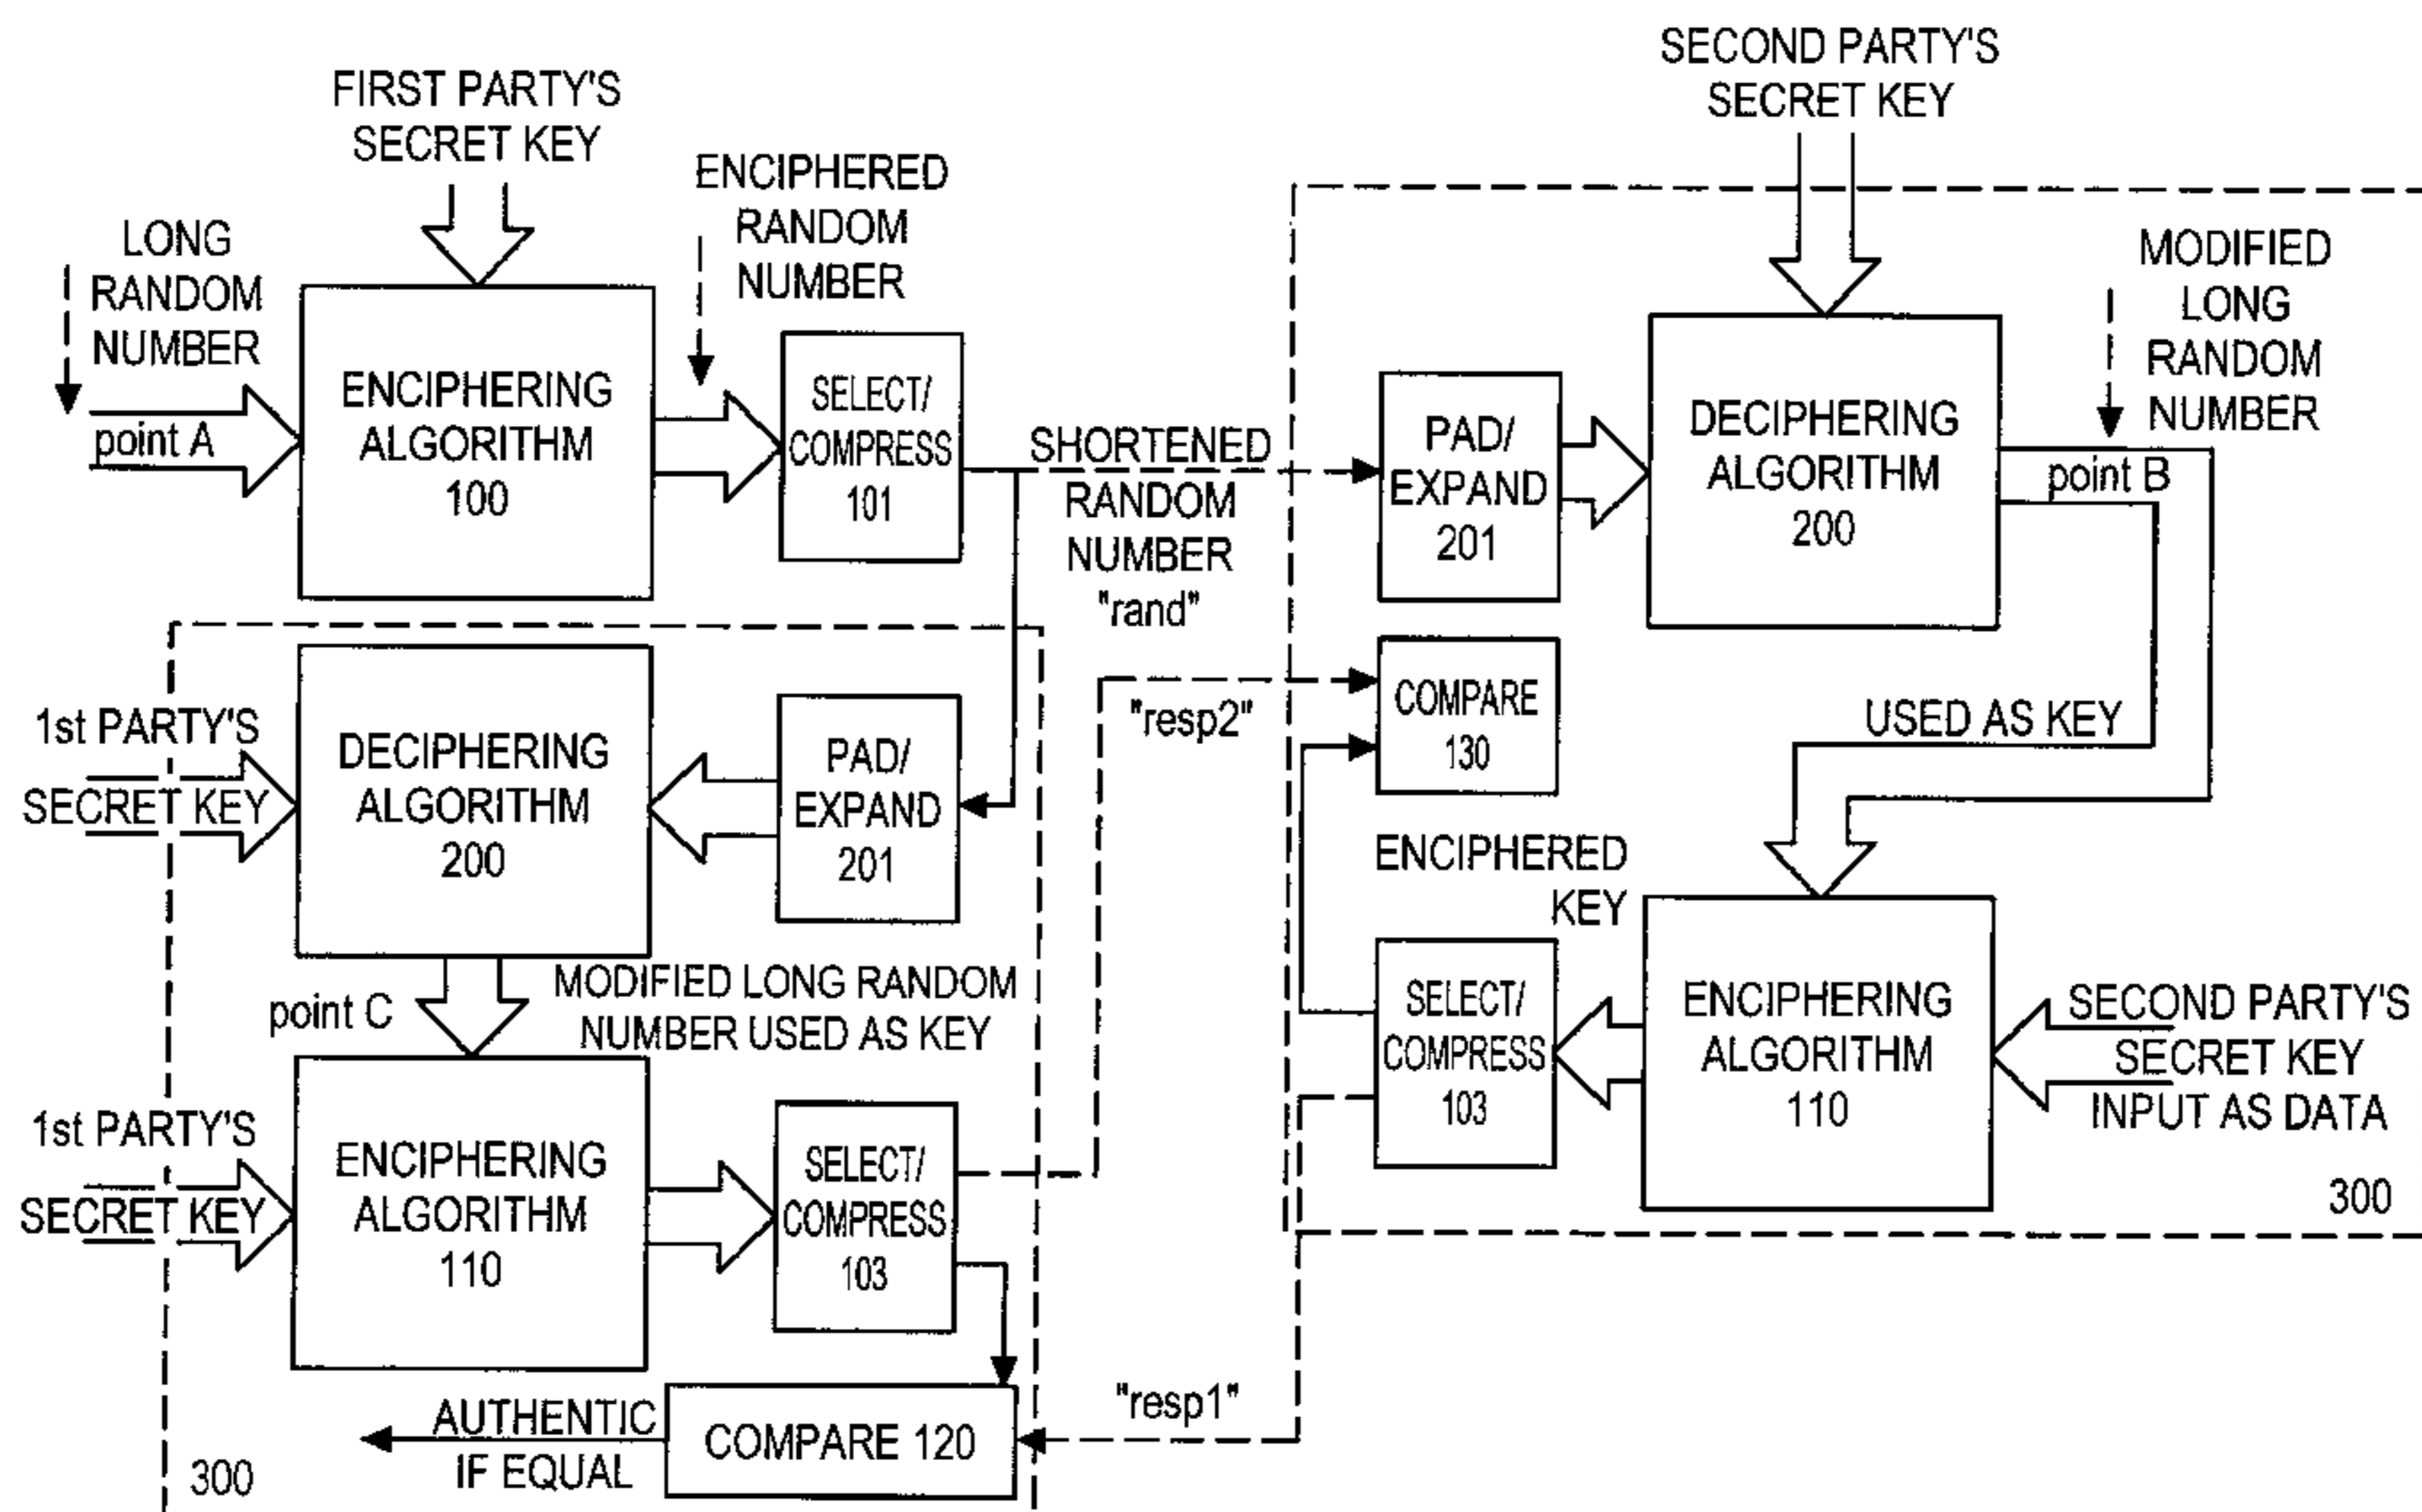 FIRST PARTY'S
SECRET KEY
LONG
RANDOM
NUMBER
point A
ENCIPHERING
ALGORITHM
100
ENCIPHERED
RANDOM
NUMBER
SELECT/
COMPRESS
101
SHORTENED
RANDOM
NUMBER
"rand"
SECOND PARTY'S
SECRET KEY
PAD/
EXPAND
201
DECIPHERING
ALGORITHM
200
MODIFIED
LONG
RANDOM
NUMBER
point B
USED AS KEY
1st PARTY'S
SECRET KEY
DECIPHERING
ALGORITHM
200
PAD/
EXPAND
201
"resp2"
COMPARE
130
point C
MODIFIED LONG RANDOM
NUMBER USED AS KEY
ENCIPHERED
KEY
SELECT/
COMPRESS
103
ENCIPHERING
ALGORITHM
110
SECOND PARTY'S
SECRET KEY
INPUT AS DATA
300
1st PARTY'S
SECRET KEY
ENCIPHERING
ALGORITHM
110
SELECT/
COMPRESS
103
"resp1"
COMPARE 120
AUTHENTIC
IF EQUAL
300